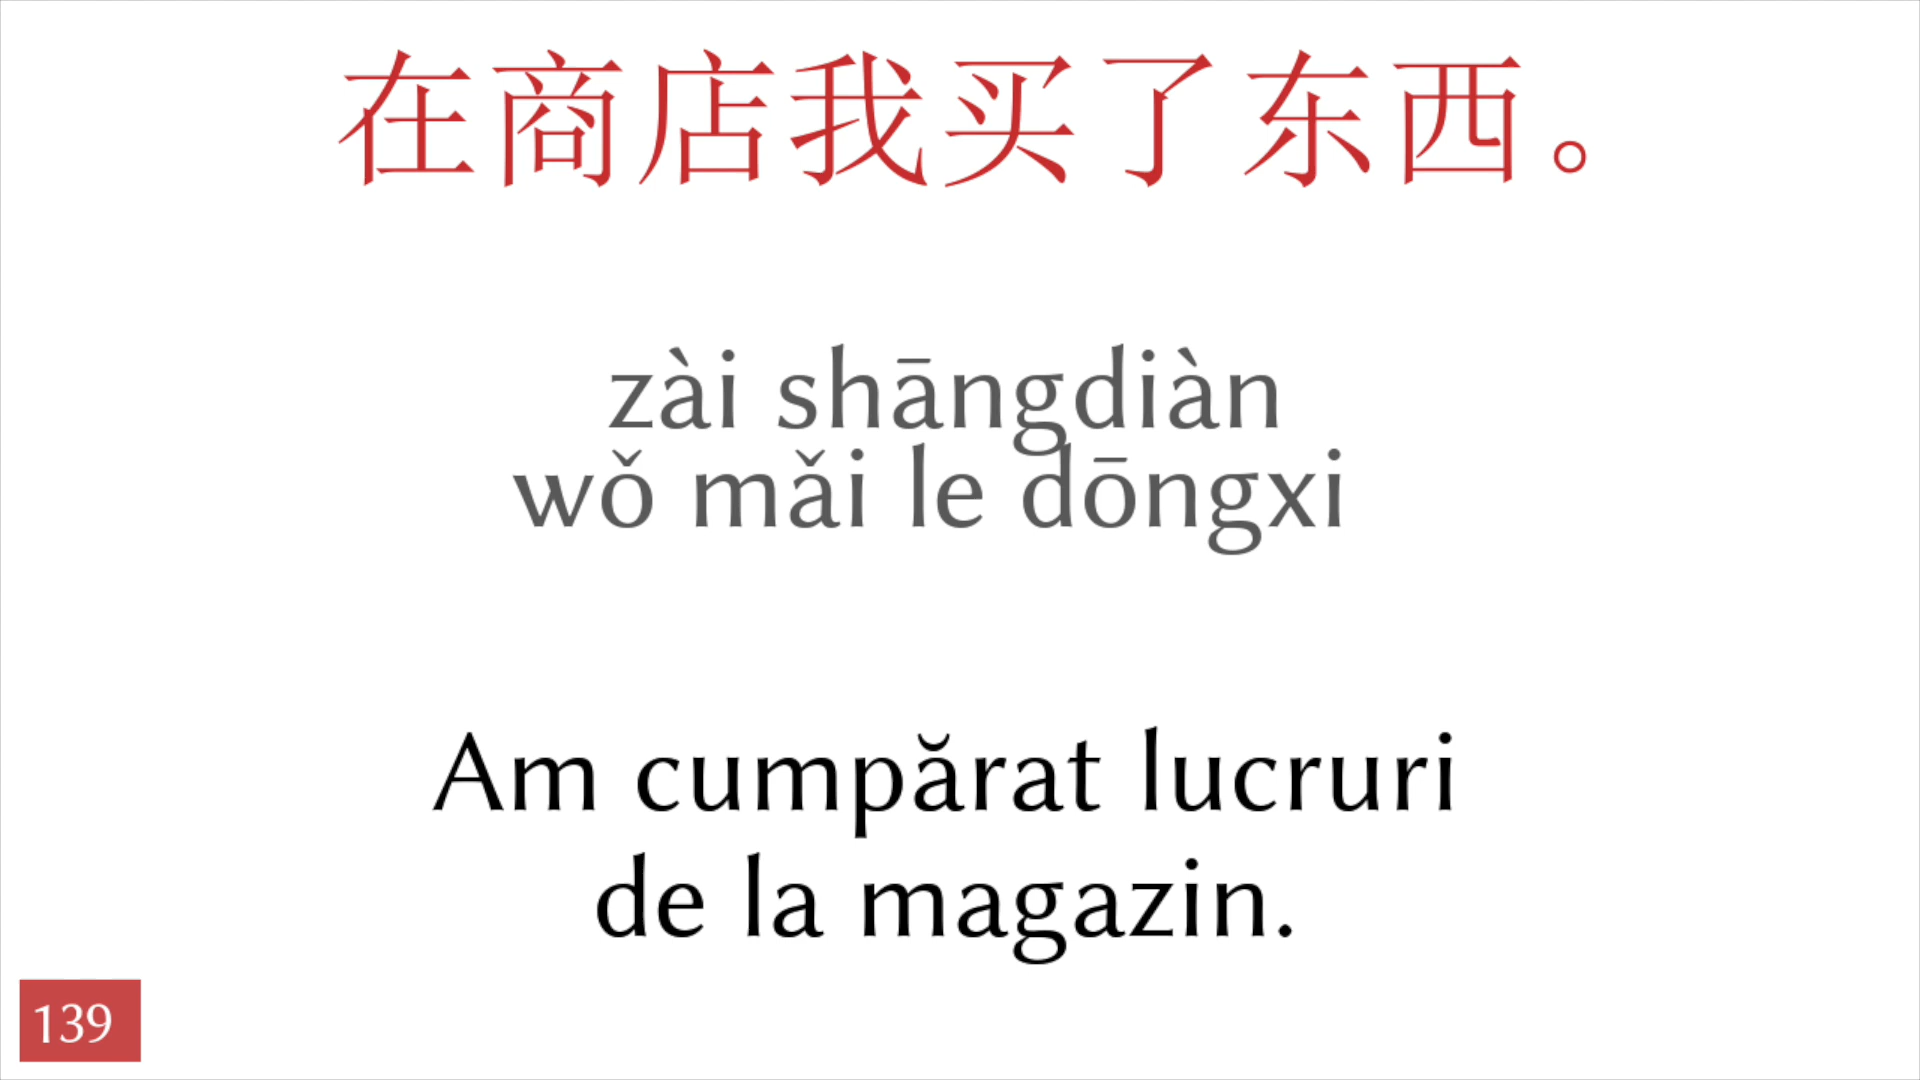 在商店我买了东西。
zài shāngdiàn
wǒ mǎi le dōngxi
Am cumpărat lucruri
de la magazin.
139